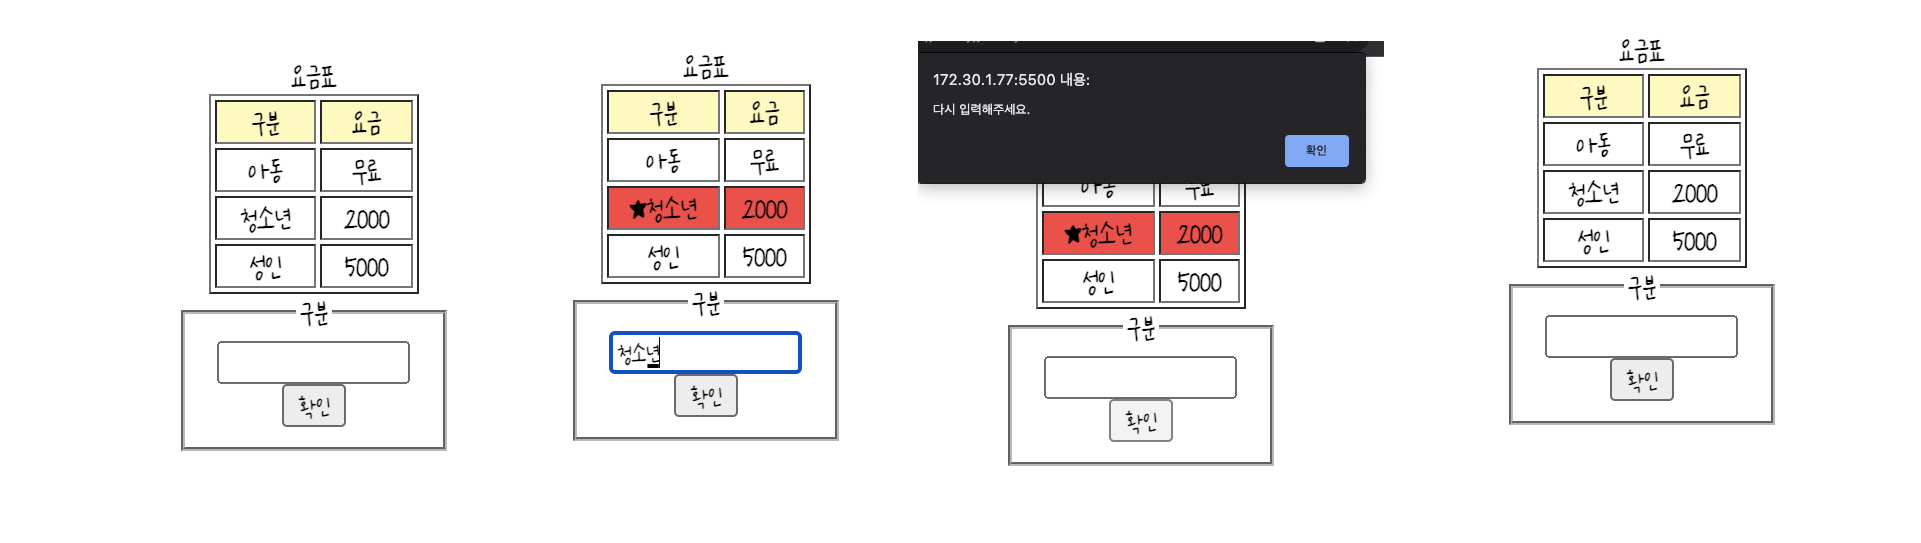 요금표
구분 요금
아동 무료
청소년 2000
성인 5000
구분
확인
요금표
구분 요금
아동 무료
★청소년 2000
성인 5000
구분
청소년
확인
172.30.1.77:5500 내용:
다시 입력해주세요.
확인
아동 무료
★청소년 2000
성인 5000
구분
확인
요금표
구분 요금
아동 무료
청소년 2000
성인 5000
구분
확인